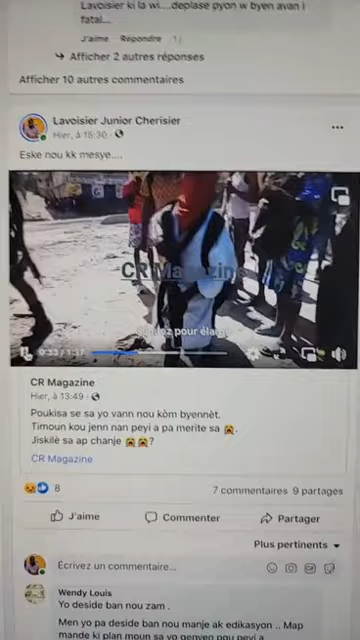 Lavoisier ki la wi....deplase pyon w byen avan l
fatal...
J'aime Répondre 1j
Afficher 2 autres réponses
Afficher 10 autres commentaires
Lavoisier Junior Cherisier
Hier, à 15:30
Eske nou kk mesye....
CR Magazine
pour élar
0:33 / 1:37
CR Magazine
Hier, à 13:49
Poukisa se sa yo vann nou kòm byennèt.
Timoun kou jenn nan peyi a pa merite sa
Jiskilè sa ap chanje ?
CR Magazine
8
7 commentaires 9 partages
J'aime Commenter Partager
Plus pertinents
Écrivez un commentaire...
Wendy Louis
Yo deside ban nou zam .
Men yo pa deside ban nou manje ak edikasyon .. Map
mande ki plan moun sa yo genyen pou peyi a